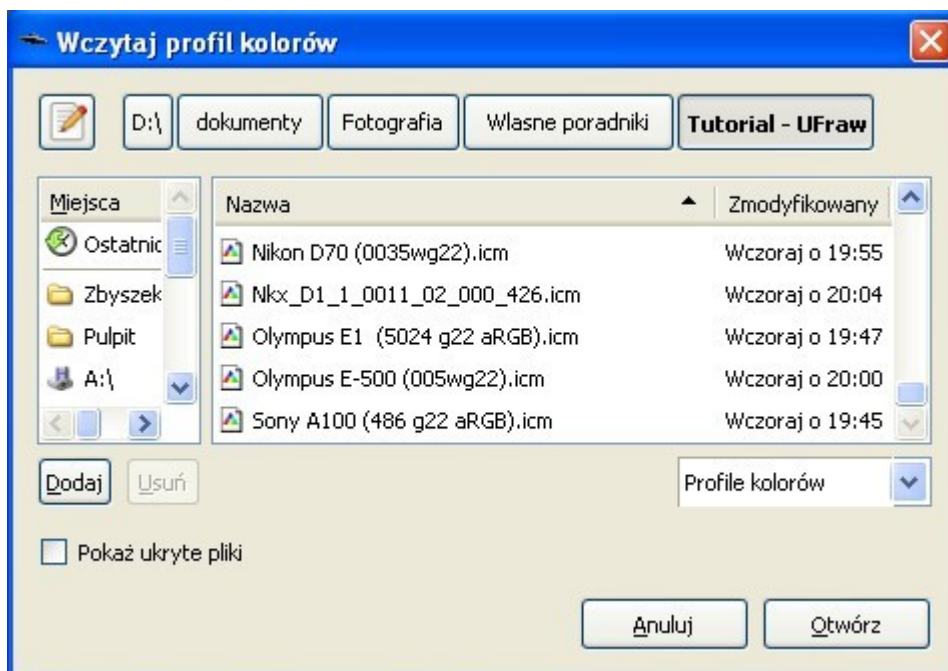 Wczytaj profil kolorów
D:\ dokumenty Fotografia Wlasne poradniki Tutorial - UFraw
Miejsca
Ostatnio
Zbyszek
Pulpit
A:\
Nazwa Zmodyfikowany
Nikon D70 (0035wg22).icm Wczoraj o 19:55
Nkx_D1_1_0011_02_000_426.icm Wczoraj o 20:04
Olympus E1  (5024 g22 aRGB).icm Wczoraj o 19:47
Olympus E-500 (005wg22).icm Wczoraj o 20:00
Sony A100 (486 g22 aRGB).icm Wczoraj o 19:45
Dodaj Usuń Profile kolorów
Pokaż ukryte pliki
Anuluj Otwórz